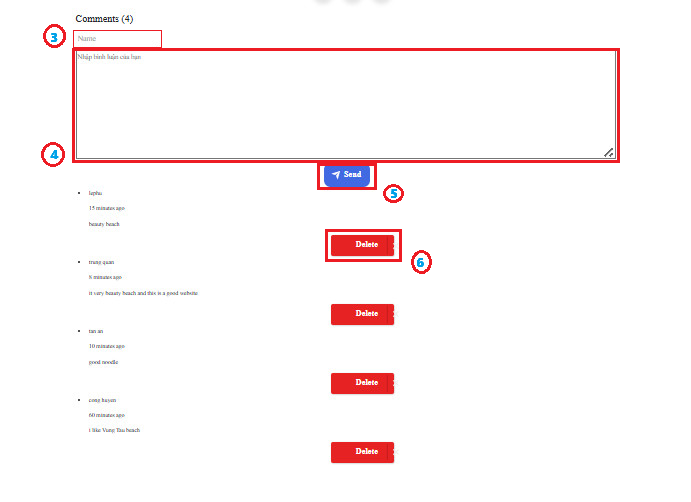 Comments (4)
3
Name
Nhập bình luận của bạn
4
Send
5
lephu
15 minutes ago
beauty beach
Delete
6
trung quan
8 minutes ago
it very beauty beach and this is a good website
Delete
tan an
10 minutes ago
good noodle
Delete
cong huyen
60 minutes ago
i like Vung Tau beach
Delete